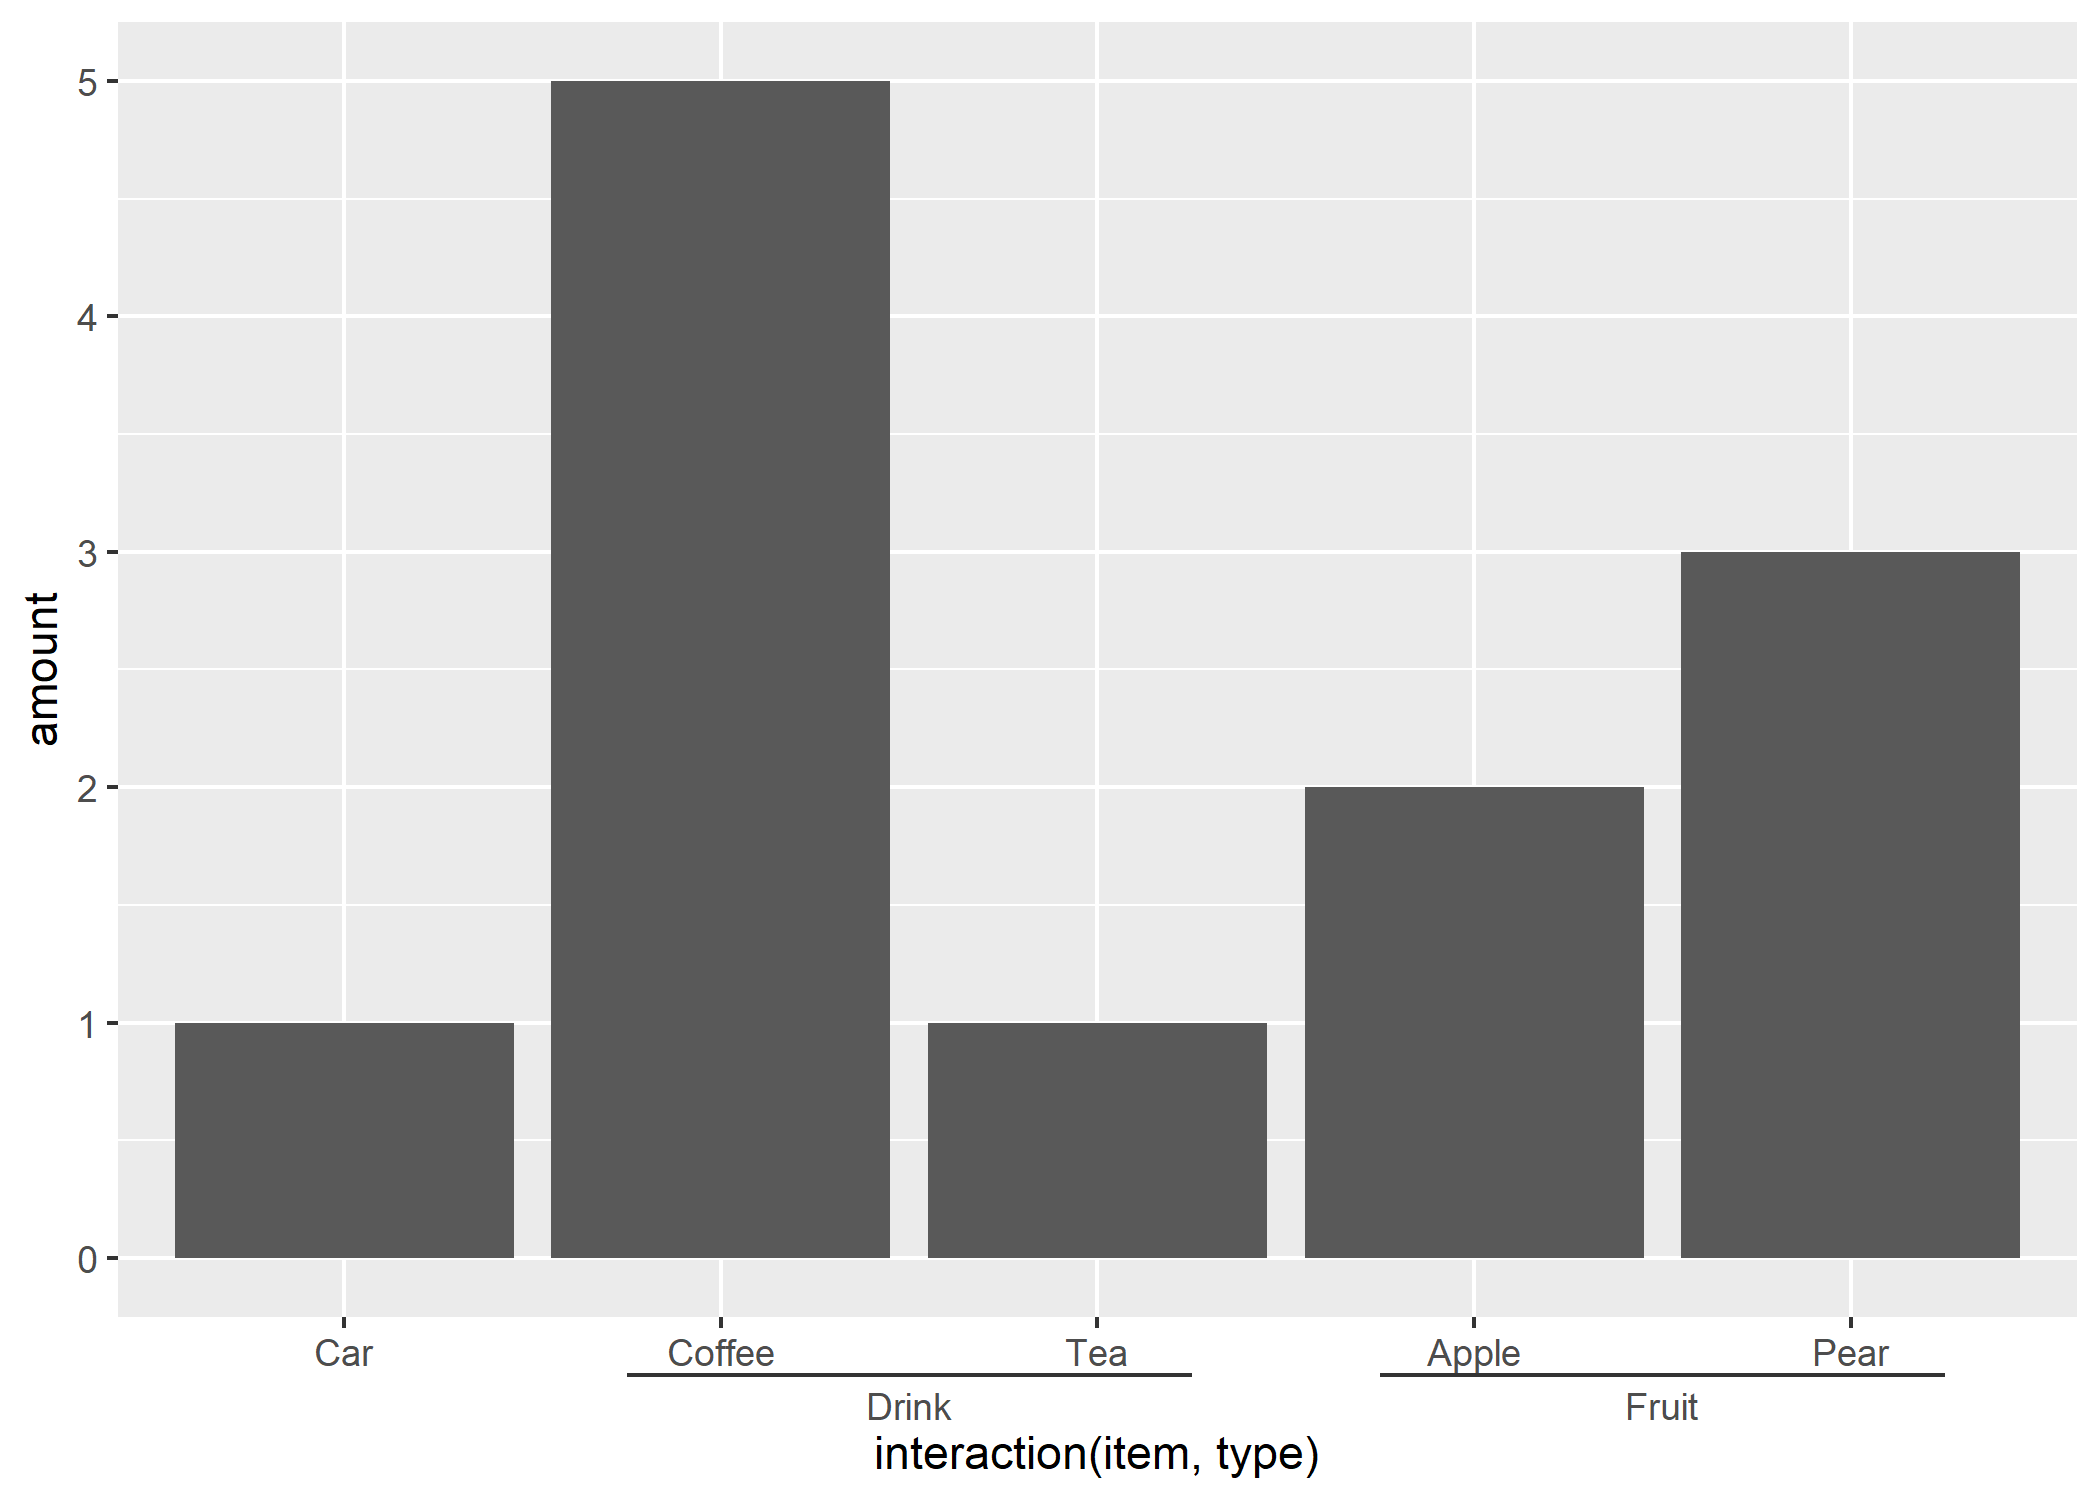 amount
5
4
3
2
1
0
Car Coffee Tea Apple Pear
Drink Fruit
interaction(item, type)